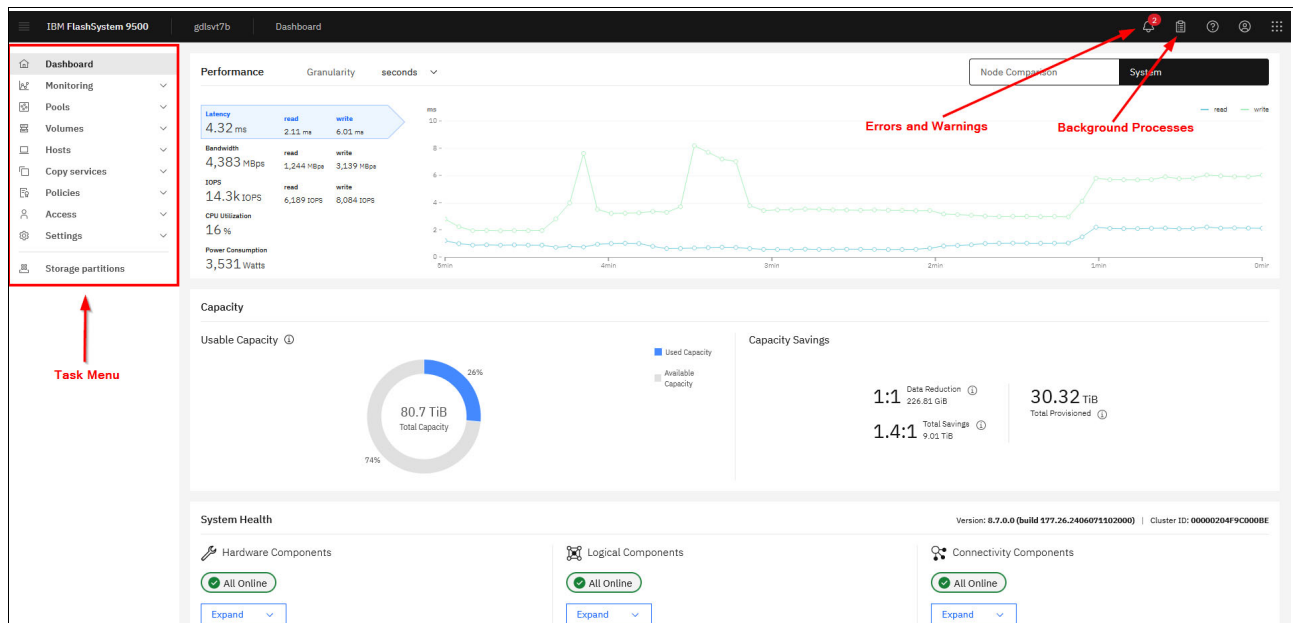 IBM FlashSystem 9500
gdlsvt7b
Dashboard
2
Dashboard
Monitoring
Pools
Volumes
Hosts
Copy services
Policies
Access
Settings
Storage partitions
Task Menu
Performance
Granularity seconds
Node Comparison
System
Errors and Warnings
Background Processes
Latency
4.32 ms
read
2.11 ms
write
6.01 ms
Bandwidth
4,383 MBps
read
1,244 MBps
write
3,139 MBps
IOPS
14.3k IOPS
read
6,189 IOPS
write
8,084 IOPS
CPU Utilization
16 %
Power Consumption
3,531 Watts
ms
10
8
6
4
2
0
5min
4min
3min
2min
1min
0min
read
write
Capacity
Usable Capacity
Used Capacity
Available
Capacity
26%
80.7 TiB
Total Capacity
74%
Capacity Savings
1:1
Data Reduction
226.81 GiB
1.4:1
Total Savings
9.01 TiB
30.32 TiB
Total Provisioned
System Health
Version: 8.7.0.0 (build 177.26.2406071102000) | Cluster ID: 00000204F9C000BE
Hardware Components
All Online
Expand
Logical Components
All Online
Expand
Connectivity Components
All Online
Expand